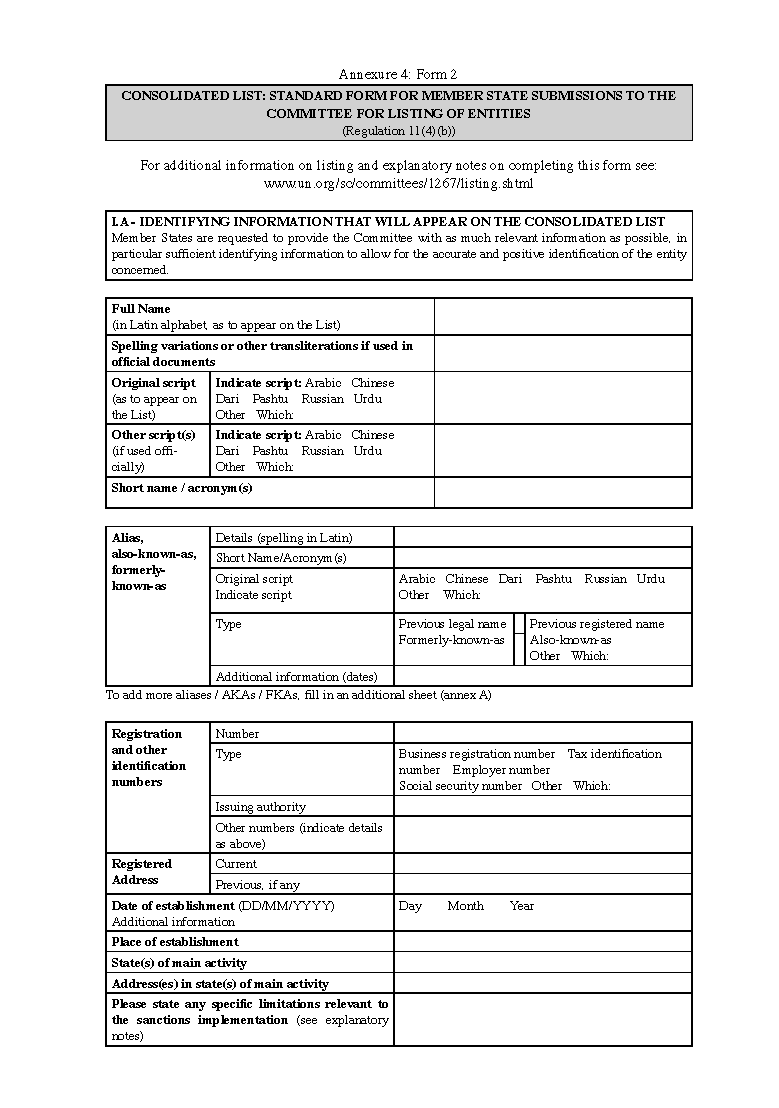 Annexure 4: Form 2
CONSOLIDATED LIST: STANDARD FORM FOR MEMBER STATE SUBMISSIONS TO THE
COMMITTEE FOR LISTING OF ENTITIES
(Regulation 11(4)(b))
For additional information on listing and explanatory notes on completing this form see:
www.un.org/sc/committees/1267/listing.shtml
I.A - IDENTIFYING INFORMATION THAT WILL APPEAR ON THE CONSOLIDATED LIST
Member States are requested to provide the Committee with as much relevant information as possible, in
particular sufficient identifying information to allow for the accurate and positive identification of the entity
concerned.
Full Name
(in Latin alphabet, as to appear on the List)
Spelling variations or other transliterations if used in
official documents
Original script
(as to appear on
the List)
Indicate script: Arabic Chinese
Dari Pashtu Russian Urdu
Other Which:
Other script(s)
(if used offi-
cially)
Indicate script: Arabic Chinese
Dari Pashtu Russian Urdu
Other Which:
Short name / acronym(s)
Alias,
also-known-as,
formerly-
known-as
Details (spelling in Latin)
Short Name/Acronym(s)
Original script
Indicate script
Arabic Chinese Dari Pashtu Russian Urdu
Other Which:
Type
Previous legal name
Formerly-known-as
Previous registered name
Also-known-as
Other Which:
Additional information (dates)
To add more aliases / AKAs / FKAs, fill in an additional sheet (annex A)
Registration
and other
identification
numbers
Number
Type
Business registration number Tax identification
number Employer number
Social security number Other Which:
Issuing authority
Other numbers (indicate details
as above)
Registered
Address
Current
Previous, if any
Date of establishment (DD/MM/YYYY)
Additional information
Day Month Year
Place of establishment
State(s) of main activity
Address(es) in state(s) of main activity
Please state any specific limitations relevant to
the sanctions implementation (see explanatory
notes)